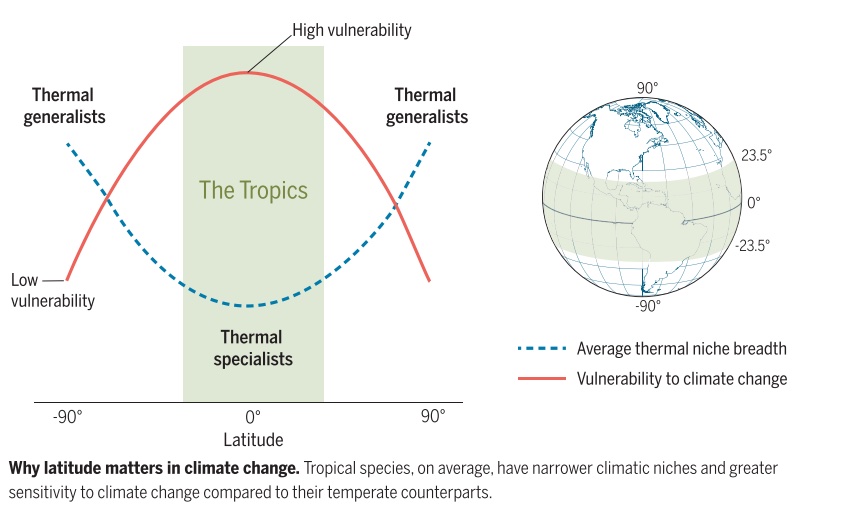 High vulnerability
Thermal
generalists
Thermal
generalists
The Tropics
Low
vulnerability
Thermal
specialists
-90°
0°
90°
Latitude
90°
23.5°
0°
-23.5°
-90°
Average thermal niche breadth
Vulnerability to climate change
Why latitude matters in climate change. Tropical species, on average, have narrower climatic niches and greater
sensitivity to climate change compared to their temperate counterparts.